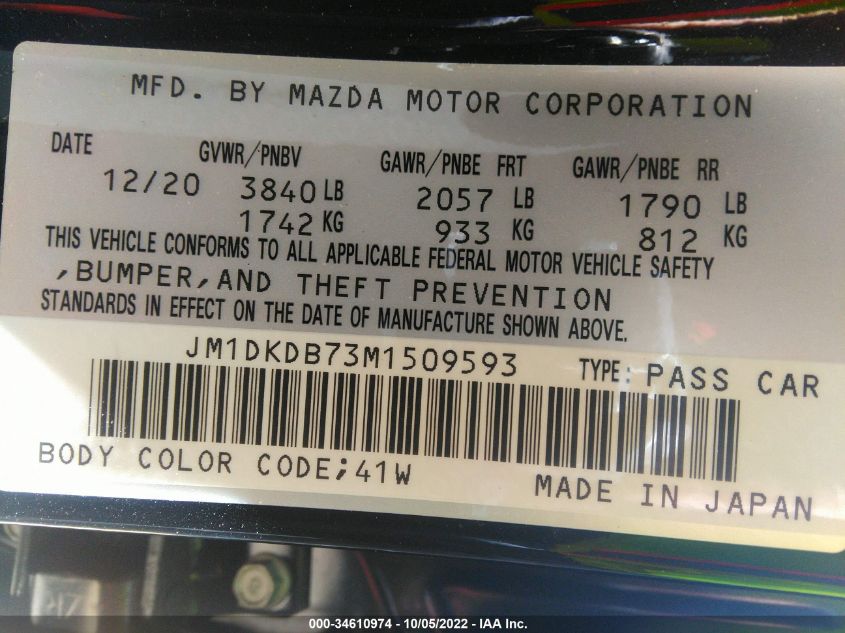 MFD. BY MAZDA MOTOR CORPORATION
DATE GVWR/PNBV GAWR/PNBE FRT GAWR/PNBE RR
12/20 3840 LB 2057 LB 1790 LB
1742 KG 933 KG 812 KG
THIS VEHICLE CONFORMS TO ALL APPLICABLE FEDERAL MOTOR VEHICLE SAFETY
,BUMPER,AND THEFT PREVENTION
STANDARDS IN EFFECT ON THE DATE OF MANUFACTURE SHOWN ABOVE.
JM1DKDB73M1509593 TYPE: PASS CAR
BODY COLOR CODE;41W MADE IN JAPAN
000-34610974 - 10/05/2022 - IAA Inc.